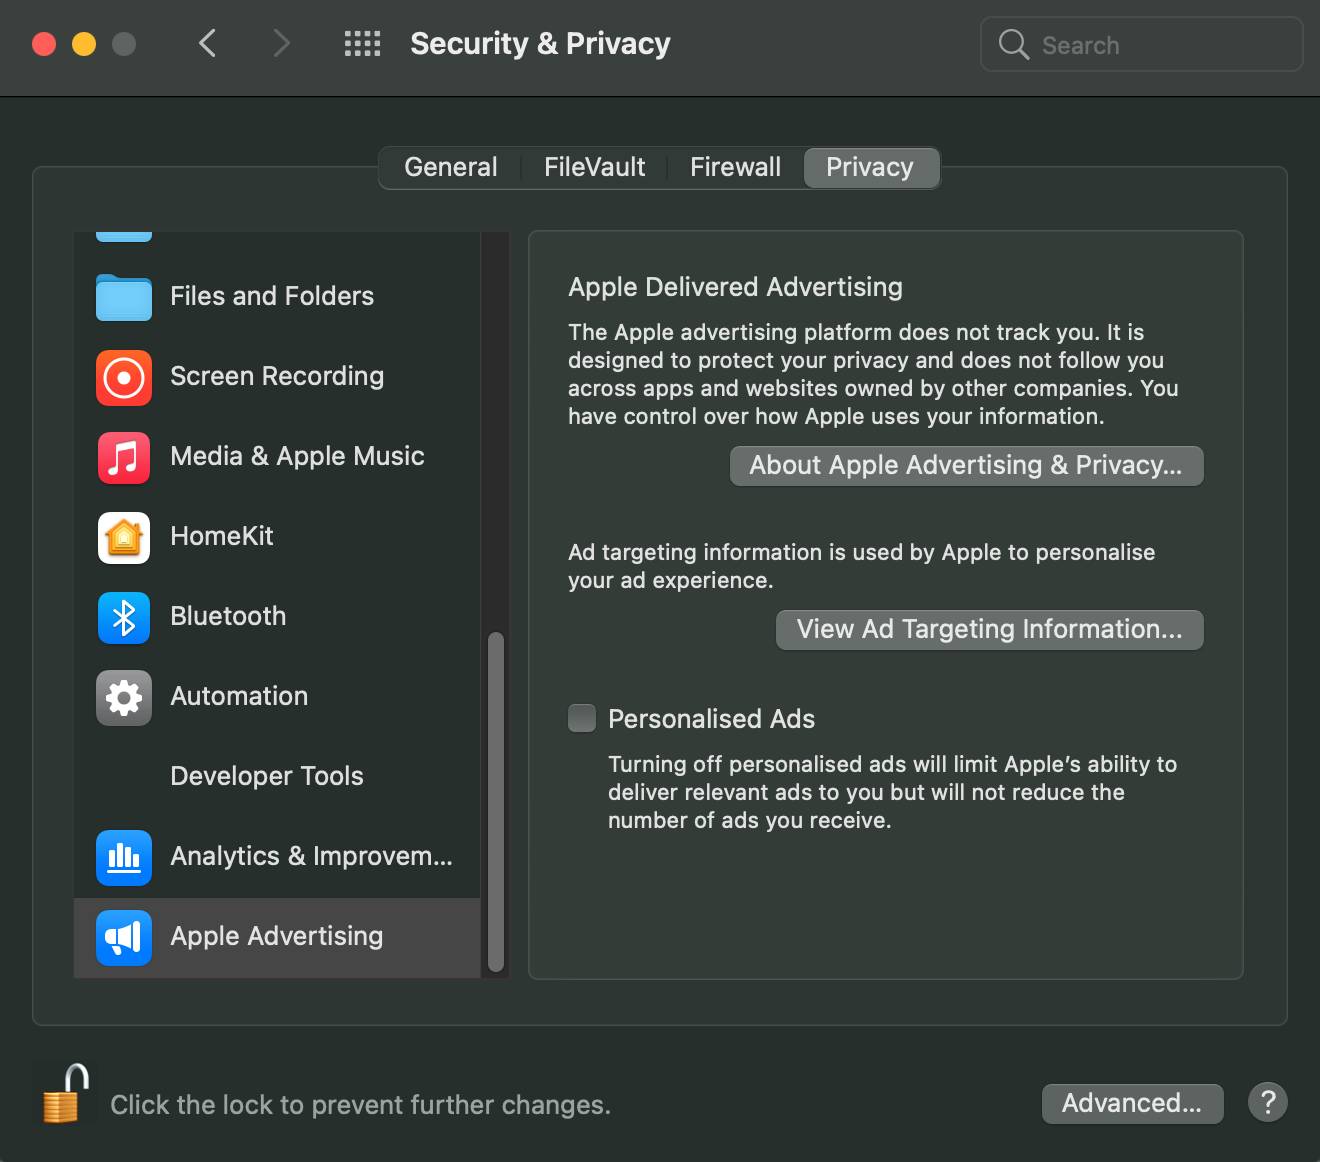 Security & Privacy
Search
General
FileVault
Firewall
Privacy
Files and Folders
Screen Recording
Media & Apple Music
HomeKit
Bluetooth
Automation
Developer Tools
Analytics & Improvem...
Apple Advertising
Apple Delivered Advertising
The Apple advertising platform does not track you. It is
designed to protect your privacy and does not follow you
across apps and websites owned by other companies. You
have control over how Apple uses your information.
About Apple Advertising & Privacy...
Ad targeting information is used by Apple to personalise
your ad experience.
View Ad Targeting Information...
Personalised Ads
Turning off personalised ads will limit Apple’s ability to
deliver relevant ads to you but will not reduce the
number of ads you receive.
Click the lock to prevent further changes.
Advanced...
?